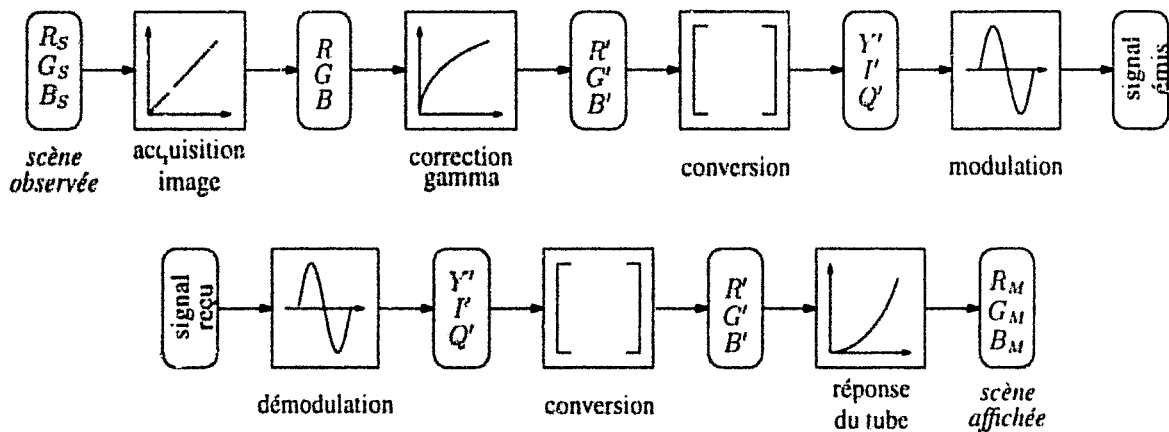 R_S
G_S
B_S
scène
observée
acquisition
image
R
G
B
correction
gamma
R'
G'
B'
conversion
Y'
I'
Q'
modulation
signal
émis
signal
reçu
démodulation
Y'
I'
Q'
conversion
R'
G'
B'
réponse
du tube
R_M
G_M
B_M
scène
affichée